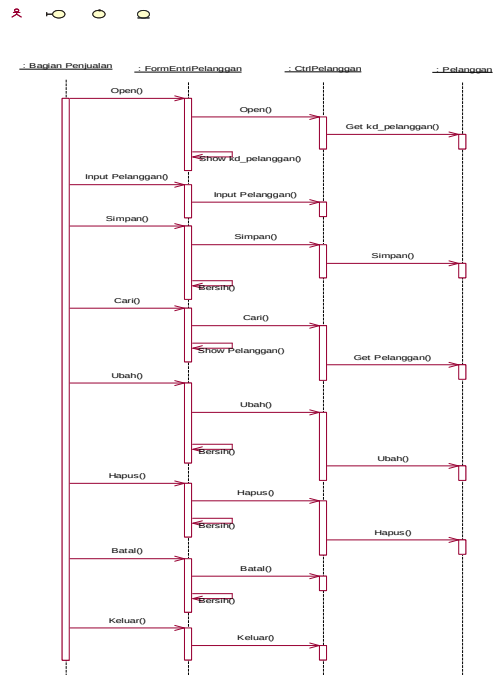 : Bagian Penjualan : FormEntriPelanggan : CtrlPelanggan : Pelanggan
Open()
Open()
Get kd_pelanggan()
Show kd_pelanggan()
Input Pelanggan()
Input Pelanggan()
Simpan()
Simpan()
Simpan()
Bersih()
Cari()
Cari()
Show Pelanggan()
Get Pelanggan()
Ubah()
Ubah()
Bersih()
Ubah()
Hapus()
Hapus()
Bersih()
Hapus()
Batal()
Batal()
Bersih()
Keluar()
Keluar()